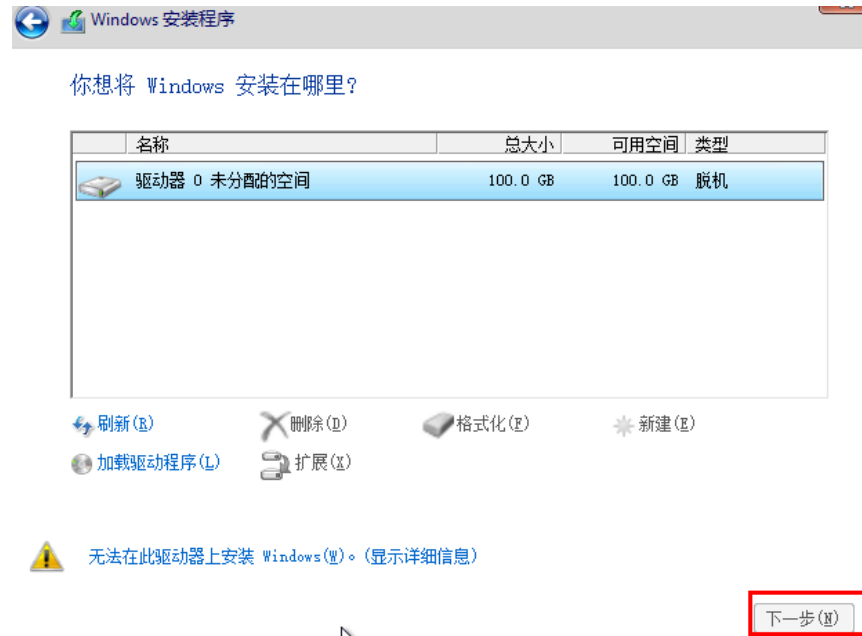 Windows 安装程序
你想将 Windows 安装在哪里?
名称 总大小 可用空间 类型
驱动器 0 未分配的空间 100.0 GB 100.0 GB 脱机
刷新(R) 删除(D) 格式化(F) 新建(E)
加载驱动程序(L) 扩展(X)
无法在此驱动器上安装 Windows(W)。(显示详细信息)
下一步(N)